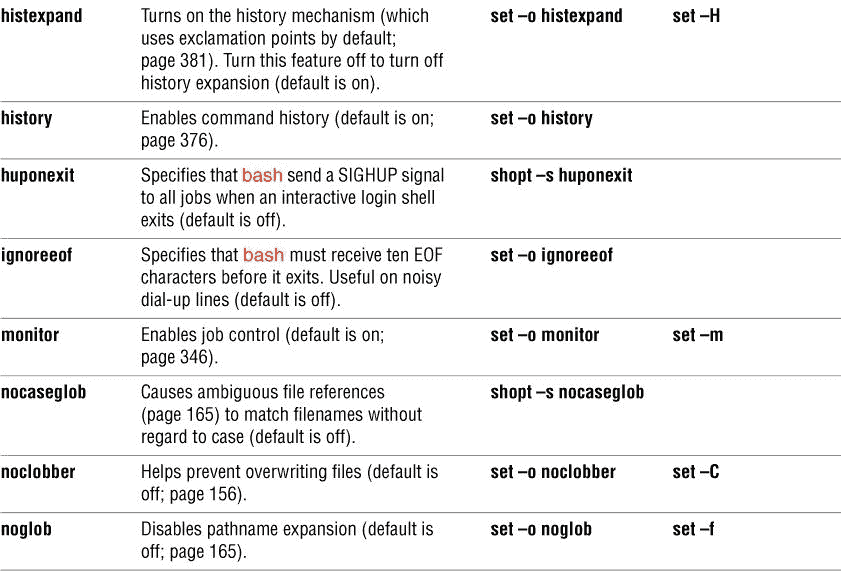 histexpand Turns on the history mechanism (which set –o histexpand set –H
uses exclamation points by default;
page 381). Turn this feature off to turn off
history expansion (default is on).
history Enables command history (default is on; set –o history
page 376).
huponexit Specifies that bash send a SIGHUP signal shopt –s huponexit
to all jobs when an interactive login shell
exits (default is off).
ignoreeof Specifies that bash must receive ten EOF set –o ignoreeof
characters before it exits. Useful on noisy
dial-up lines (default is off).
monitor Enables job control (default is on; set –o monitor set –m
page 346).
nocaseglob Causes ambiguous file references shopt –s nocaseglob
(page 165) to match filenames without
regard to case (default is off).
noclobber Helps prevent overwriting files (default is set –o noclobber set –C
off; page 156).
noglob Disables pathname expansion (default is set –o noglob set –f
off; page 165).